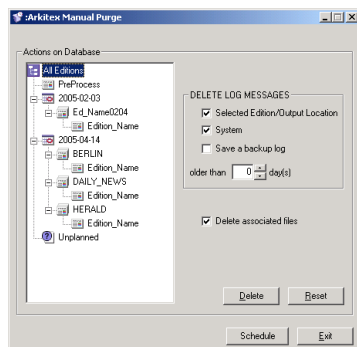 :Arkitex Manual Purge
Actions on Database
All Editions
PreProcess
2005-02-03
Ed_Name0204
Edition_Name
2005-04-14
BERLIN
Edition_Name
DAILY_NEWS
Edition_Name
HERALD
Edition_Name
Unplanned
DELETE LOG MESSAGES
Selected Edition/Output Location
System
Save a backup log
older than 0 day(s)
Delete associated files
Delete Reset
Schedule Exit